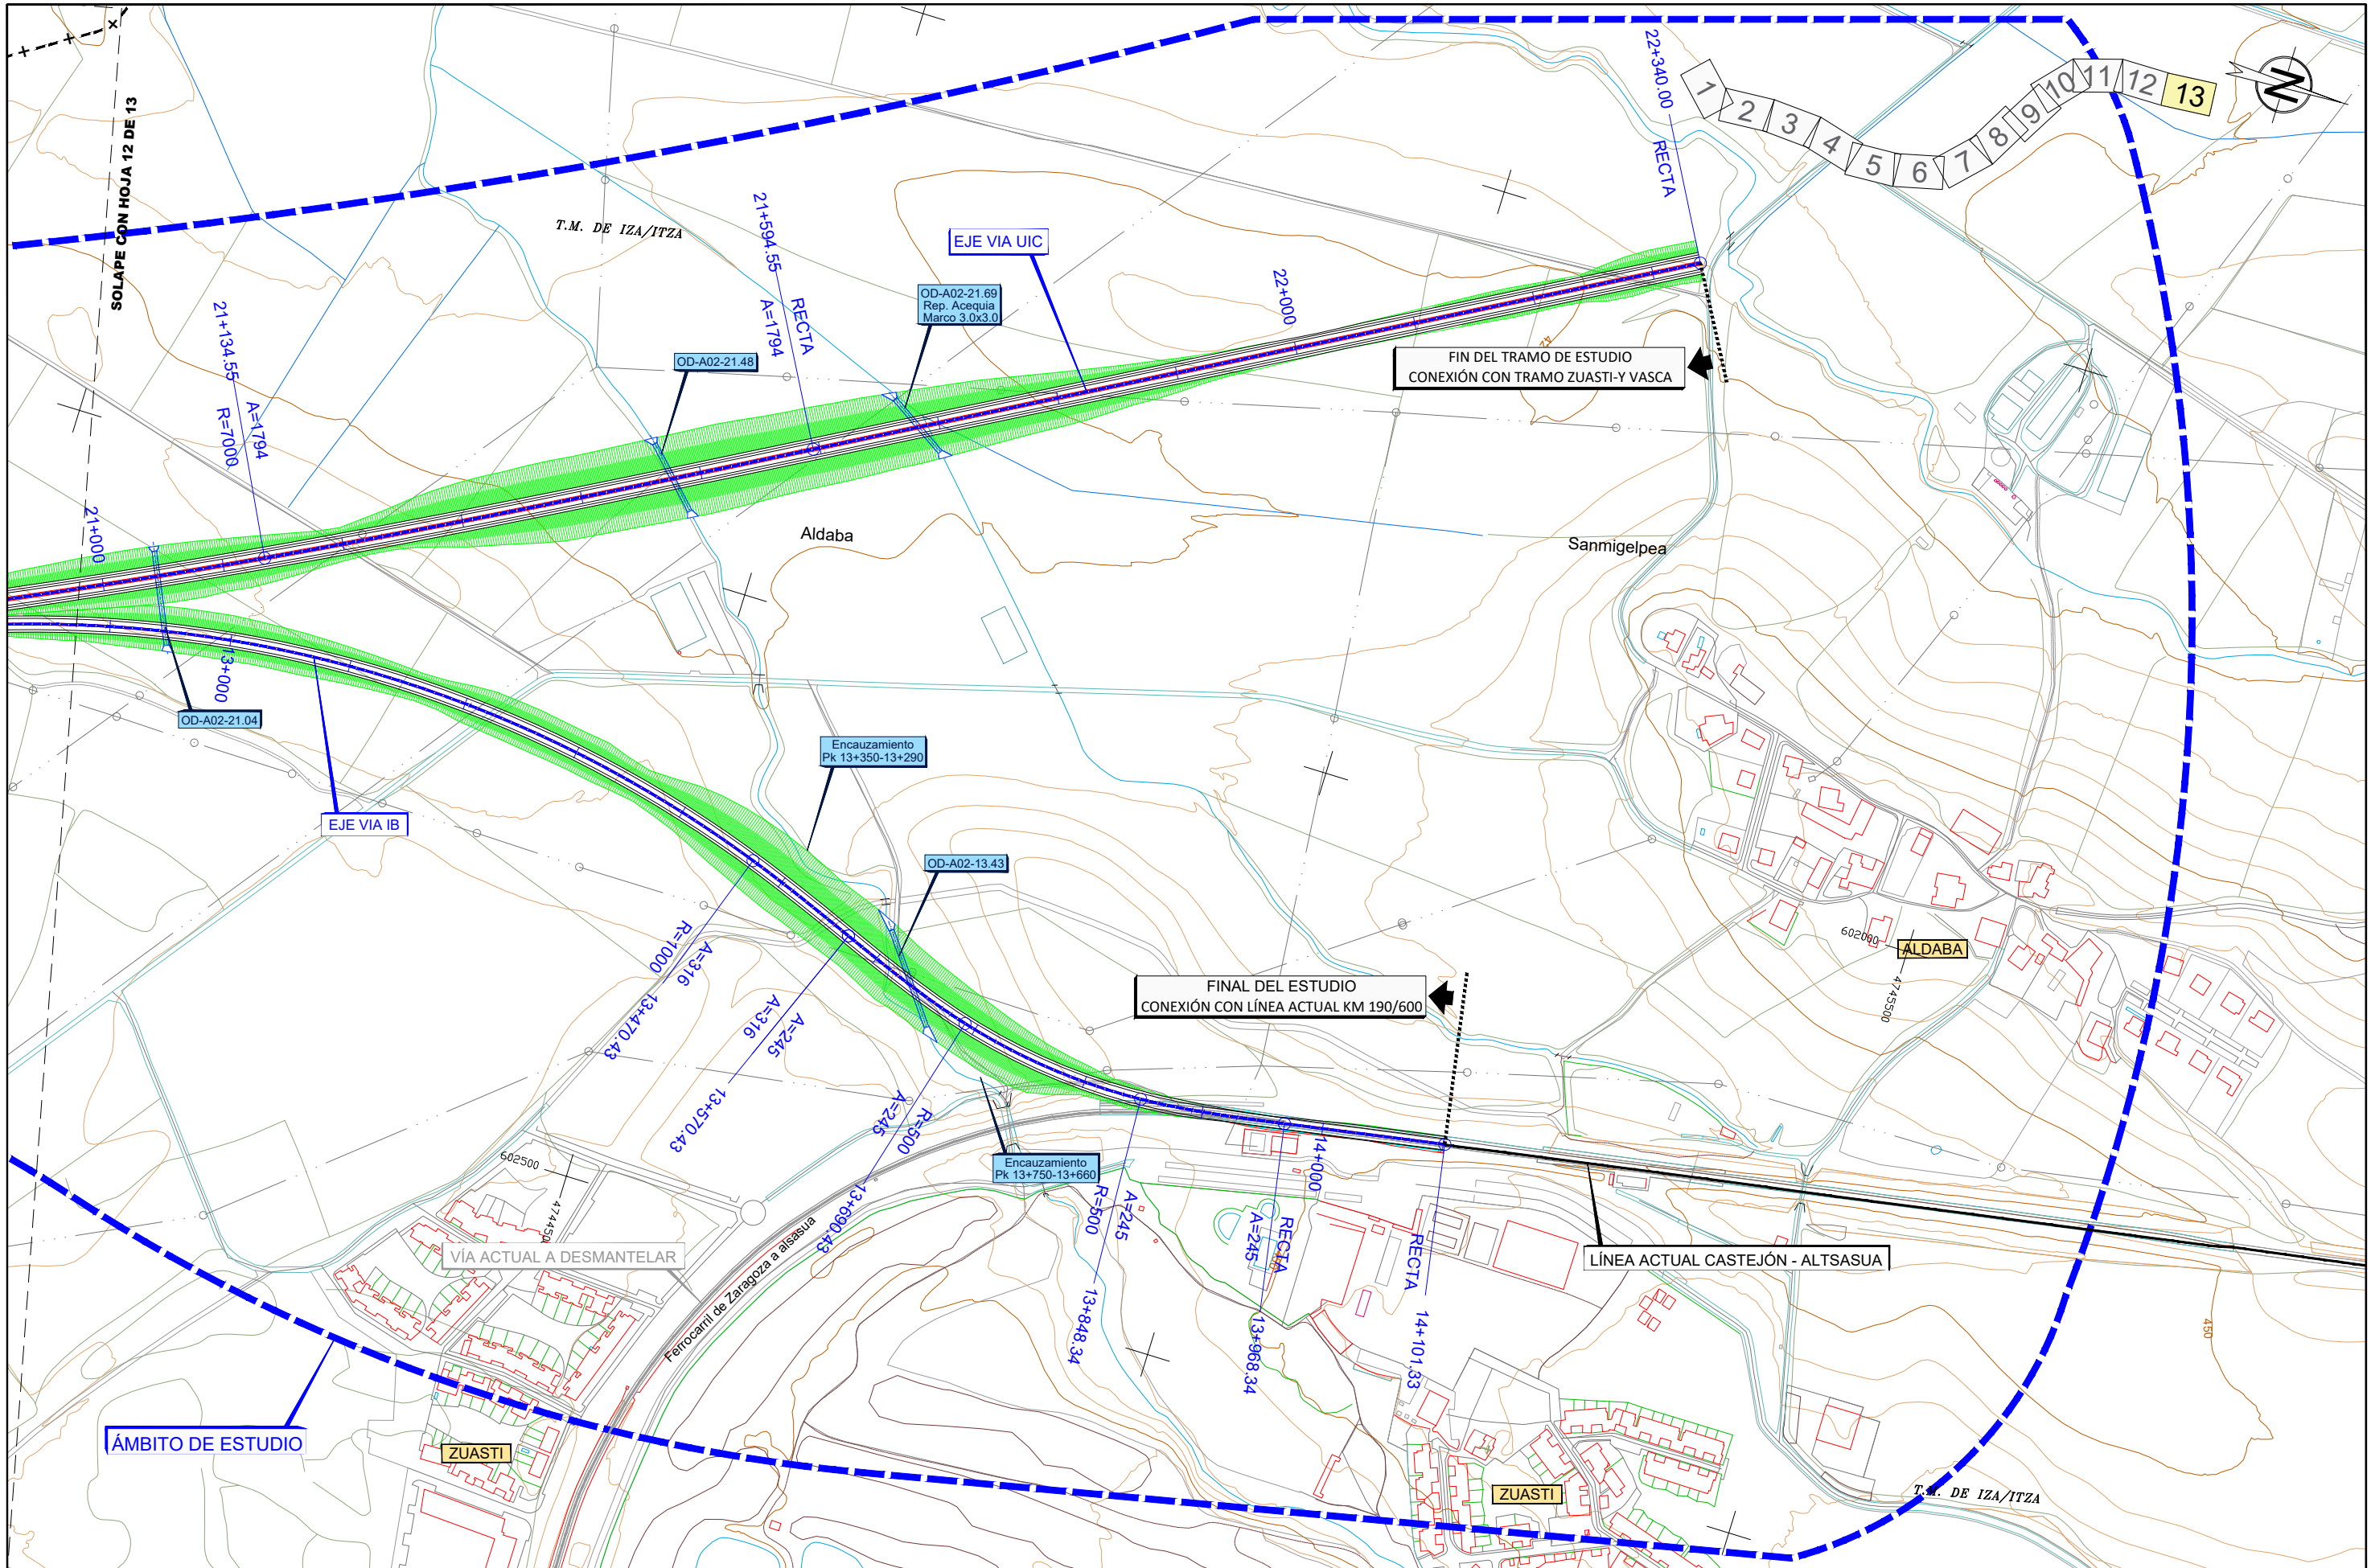 SOLAPE CON HOJA 12 DE 13
T.M. DE IZA/ITZA
22+340.00
RECTA
1
2
3
4
5
6
7
8
9
10
11
12
13
N
21+134.55
A=1794
R=7000
21+594.55
RECTA
A=1794
EJE VIA UIC
OD-A02-21.69
Rep. Acequia
Marco 3.0x3.0
OD-A02-21.48
22+000
FIN DEL TRAMO DE ESTUDIO
CONEXIÓN CON TRAMO ZUASTI-Y VASCA
21+000
Aldaba
Sanmigelpea
13+000
OD-A02-21.04
EJE VIA IB
Encauzamiento
Pk 13+350-13+290
OD-A02-13.43
R=1000
A=316
13+470.43
A=316
A=245
13+570.43
FINAL DEL ESTUDIO
CONEXIÓN CON LÍNEA ACTUAL KM 190/600
602000
ALDABA
4745500
A=245
R=500
13+690.43
Encauzamiento
Pk 13+750-13+660
R=500
A=245
13+848.34
14+000
A=245
RECTA
13+968.34
RECTA
14+101.33
LÍNEA ACTUAL CASTEJÓN - ALTSASUA
602500
474450
VÍA ACTUAL A DESMANTELAR
Ferrocarril de Zaragoza a alsasua
450
ÁMBITO DE ESTUDIO
ZUASTI
ZUASTI
T.M. DE IZA/ITZA